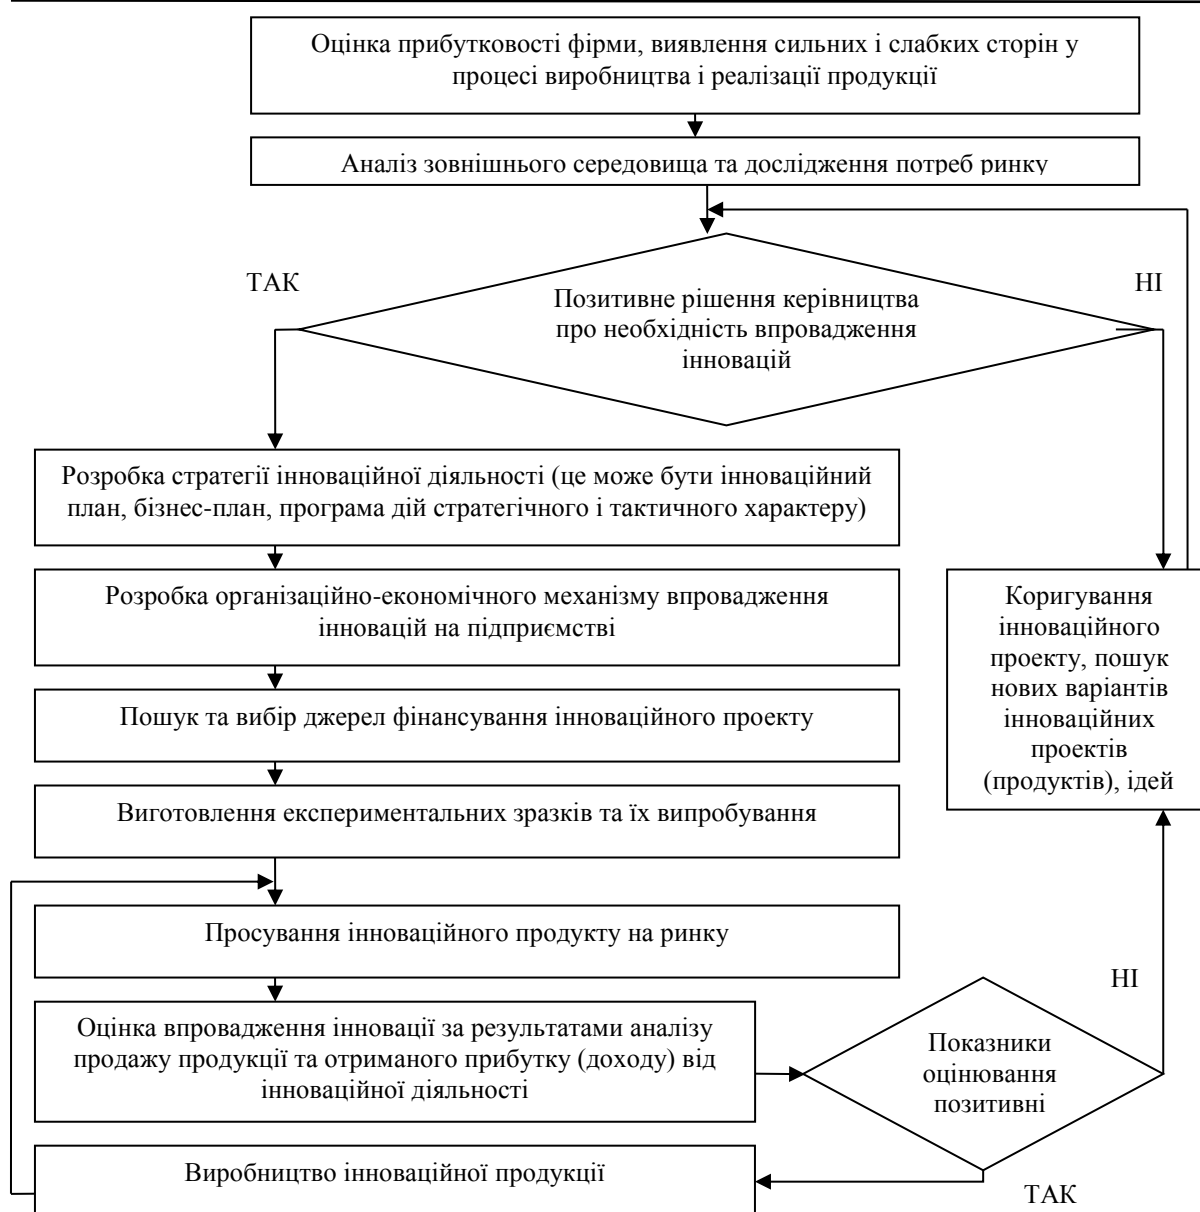 Оцінка прибутковості фірми, виявлення сильних і слабких сторін у
процесі виробництва і реалізації продукції
Аналіз зовнішнього середовища та дослідження потреб ринку
ТАК
НІ
Позитивне рішення керівництва
про необхідність впровадження
інновацій
Розробка стратегії інноваційної діяльності (це може бути інноваційний
план, бізнес-план, програма дій стратегічного і тактичного характеру)
Розробка організаційно-економічного механізму впровадження
інновацій на підприємстві
Пошук та вибір джерел фінансування інноваційного проекту
Виготовлення експериментальних зразків та їх випробування
Коригування
інноваційного
проекту, пошук
нових варіантів
інноваційних
проектів
(продуктів), ідей
Просування інноваційного продукту на ринку
Оцінка впровадження інновації за результатами аналізу
продажу продукції та отриманого прибутку (доходу) від
інноваційної діяльності
НІ
Показники
оцінювання
позитивні
Виробництво інноваційної продукції
ТАК